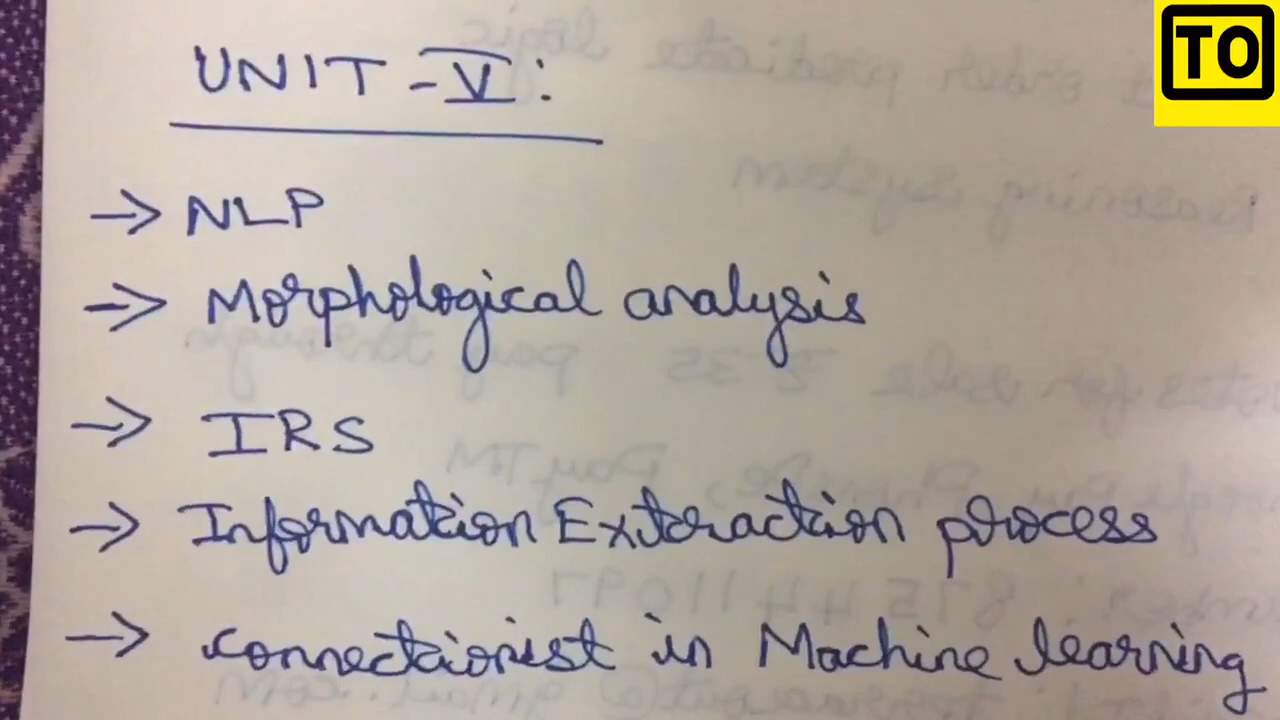 TO
UNIT-V:
→ NLP
→ Morphological analysis
→ IRS
→ Information Extraction process
→ connectionist in Machine learning